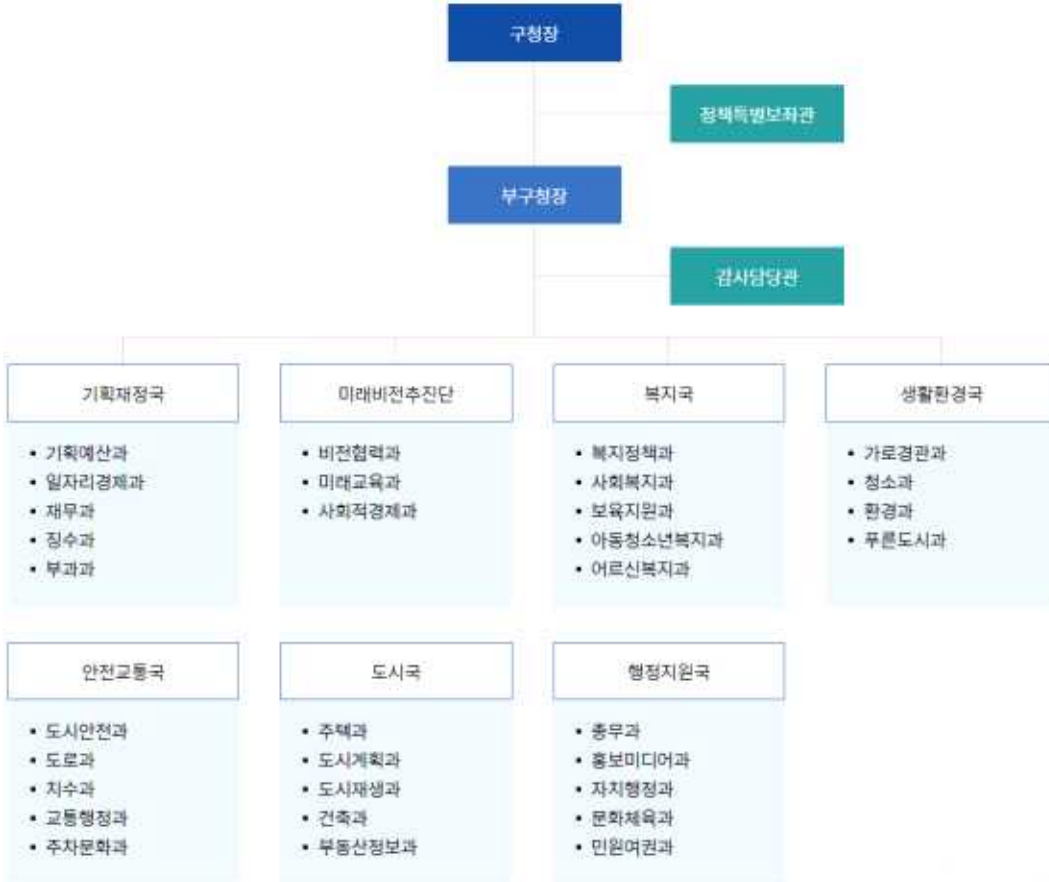 구청장
정책특별보좌관
부구청장
감사담당관
기획재정국
• 기획예산과
• 일자리경제과
• 재무과
• 징수과
• 부과과
미래비전추진단
• 비전협력과
• 미래교육과
• 사회적경제과
복지국
• 복지정책과
• 사회복지과
• 보육지원과
• 아동청소년복지과
• 어르신복지과
생활환경국
• 가로경관과
• 청소과
• 환경과
• 푸른도시과
안전교통국
• 도시안전과
• 도로과
• 치수과
• 교통행정과
• 주차문화과
도시국
• 주택과
• 도시계획과
• 도시재생과
• 건축과
• 부동산정보과
행정지원국
• 총무과
• 홍보미디어과
• 자치행정과
• 문화체육과
• 민원여권과